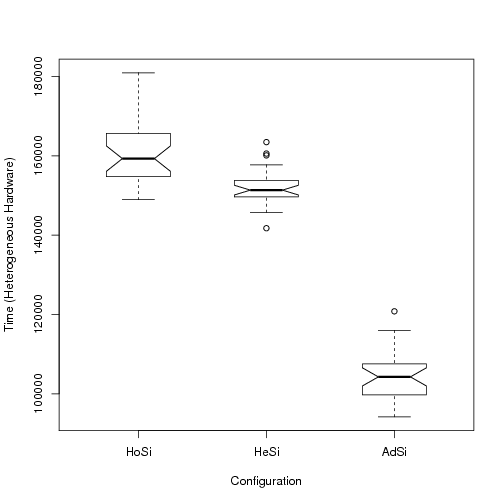 Time (Heterogeneous Hardware)
180000
160000
140000
120000
100000
HoSi
HeSi
AdSi
Configuration